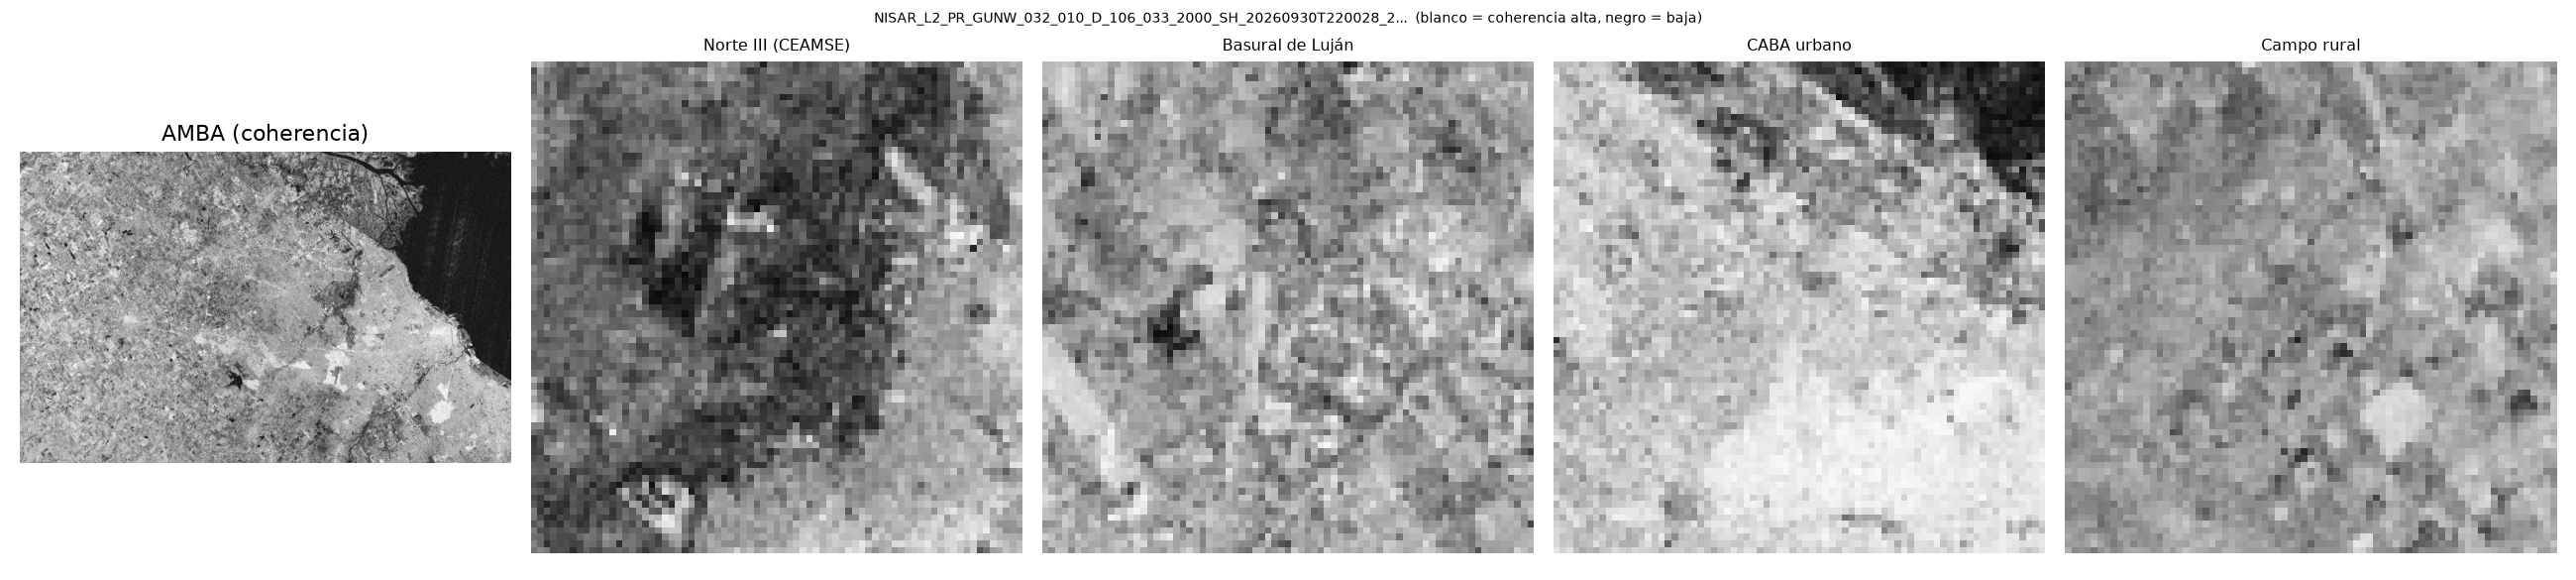 NISAR_L2_PR_GUNW_032_010_D_106_033_2000_SH_20260930T220028_2... (blanco = coherencia alta, negro = baja)
AMBA (coherencia)
Norte III (CEAMSE)
Basural de Luján
CABA urbano
Campo rural